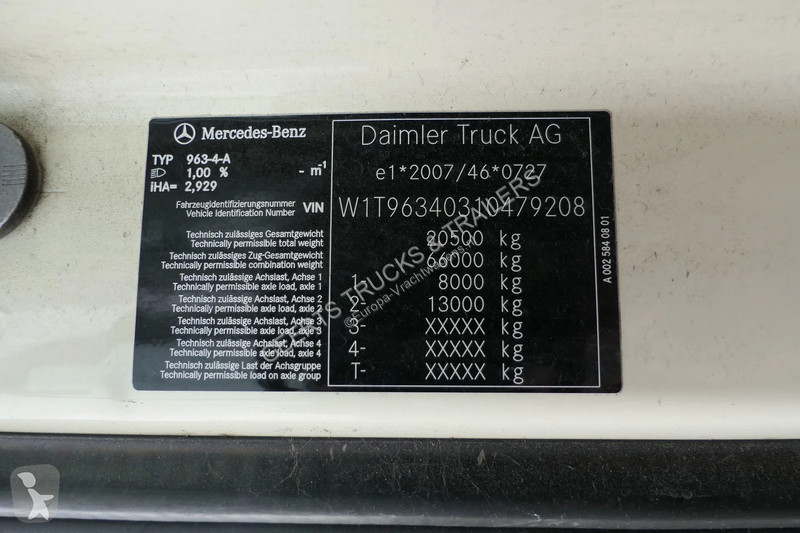 Mercedes-Benz
TYP 963-4-A
1,00 % - m-1
iHA= 2,929
Daimler Truck AG
e1*2007/46*0727
Fahrzeugidentifizierungsnummer
Vehicle Identification Number VIN W1T96340310479208
Technisch zulässiges Gesamtgewicht
Technically permissible total weight 20500 kg
Technisch zulässiges Zug-Gesamtgewicht
Technically permissible combination weight 66000 kg
Technisch zulässige Achslast, Achse 1
Technically permissible axle load, axle 1 1- 8000 kg
Technisch zulässige Achslast, Achse 2
Technically permissible axle load, axle 2 2- 13000 kg
Technisch zulässige Achslast, Achse 3
Technically permissible axle load, axle 3 3- XXXXX kg
Technisch zulässige Achslast, Achse 4
Technically permissible axle load, axle 4 4- XXXXX kg
Technisch zulässige Last der Achsgruppe
Technically permissible load on axle group T- XXXXX kg
A 002 584 08 01
TRUCKS & TRAILERS